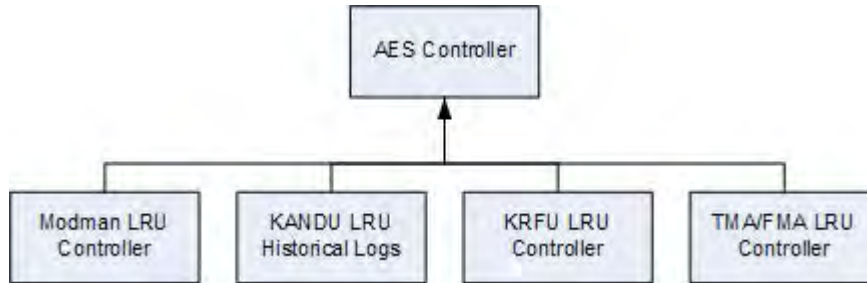 AES Controller
Modman LRU
Controller
KANDU LRU
Historical Logs
KRFU LRU
Controller
TMA/FMA LRU
Controller